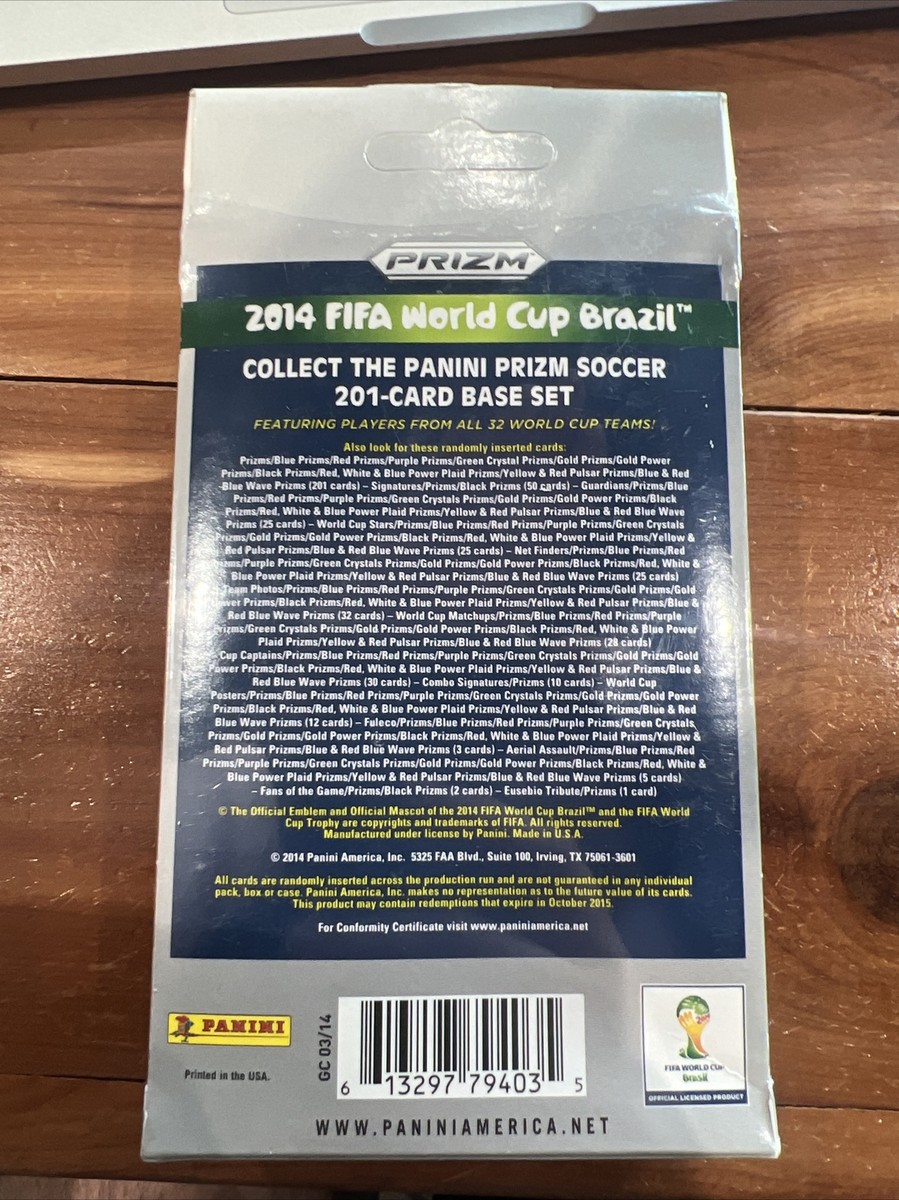 PRIZM
2014 FIFA World Cup Brazil™
COLLECT THE PANINI PRIZM SOCCER
201-CARD BASE SET
FEATURING PLAYERS FROM ALL 32 WORLD CUP TEAMS!
Also look for these randomly inserted cards:
Prizms/Blue Prizms/Red Prizms/Purple Prizms/Green Crystal Prizms/Gold Prizms/Gold Power
Prizms/Black Prizms/Red, White & Blue Power Plaid Prizms/Yellow & Red Pulsar Prizms/Blue & Red
Blue Wave Prizms (201 cards) – Signatures/Prizms/Black Prizms (50 cards) – Guardians/Prizms/Blue
Prizms/Red Prizms/Purple Prizms/Green Crystals Prizms/Gold Prizms/Gold Power Prizms/Black
Prizms/Red, White & Blue Power Plaid Prizms/Yellow & Red Pulsar Prizms/Blue & Red Blue Wave
Prizms (25 cards) – World Cup Stars/Prizms/Blue Prizms/Red Prizms/Purple Prizms/Green Crystals
Prizms/Gold Prizms/Gold Power Prizms/Black Prizms/Red, White & Blue Power Plaid Prizms/Yellow &
Red Pulsar Prizms/Blue & Red Blue Wave Prizms (25 cards) – Net Finders/Prizms/Blue Prizms/Red
Prizms/Purple Prizms/Green Crystals Prizms/Gold Prizms/Gold Power Prizms/Black Prizms/Red, White &
Blue Power Plaid Prizms/Yellow & Red Pulsar Prizms/Blue & Red Blue Wave Prizms (25 cards)
Team Photos/Prizms/Blue Prizms/Red Prizms/Purple Prizms/Green Crystals Prizms/Gold Prizms/Gold
Power Prizms/Black Prizms/Red, White & Blue Power Plaid Prizms/Yellow & Red Pulsar Prizms/Blue &
Red Blue Wave Prizms (32 cards) – World Cup Matchups/Prizms/Blue Prizms/Red Prizms/Purple
Prizms/Green Crystals Prizms/Gold Prizms/Gold Power Prizms/Black Prizms/Red, White & Blue Power
Plaid Prizms/Yellow & Red Pulsar Prizms/Blue & Red Blue Wave Prizms (28 cards)
Cup Captains/Prizms/Blue Prizms/Red Prizms/Purple Prizms/Green Crystals Prizms/Gold Prizms/Gold
Power Prizms/Black Prizms/Red, White & Blue Power Plaid Prizms/Yellow & Red Pulsar Prizms/Blue &
Red Blue Wave Prizms (30 cards) – Combo Signatures/Prizms (10 cards) – World Cup
Posters/Prizms/Blue Prizms/Red Prizms/Purple Prizms/Green Crystals Prizms/Gold Prizms/Gold Power
Prizms/Black Prizms/Red, White & Blue Power Plaid Prizms/Yellow & Red Pulsar Prizms/Blue & Red
Blue Wave Prizms (12 cards) – Fuleco/Prizms/Blue Prizms/Red Prizms/Purple Prizms/Green Crystals
Prizms/Gold Prizms/Gold Power Prizms/Black Prizms/Red, White & Blue Power Plaid Prizms/Yellow &
Red Pulsar Prizms/Blue & Red Blue Wave Prizms (3 cards) – Aerial Assault/Prizms/Blue Prizms/Red
Prizms/Purple Prizms/Green Crystals Prizms/Gold Prizms/Gold Power Prizms/Black Prizms/Red, White &
Blue Power Plaid Prizms/Yellow & Red Pulsar Prizms/Blue & Red Blue Wave Prizms (5 cards)
– Fans of the Game/Prizms/Black Prizms (2 cards) – Eusebio Tribute/Prizms (1 card)
© The Official Emblem and Official Mascot of the 2014 FIFA World Cup Brazil™ and the FIFA World
Cup Trophy are copyrights and trademarks of FIFA. All rights reserved.
Manufactured under license by Panini. Made in U.S.A.
© 2014 Panini America, Inc. 5325 FAA Blvd., Suite 100, Irving, TX 75061-3601
All cards are randomly inserted across the production run and are not guaranteed in any individual
pack, box or case. Panini America, Inc. makes no representation as to the future value of its cards.
This product may contain redemptions that expire in October 2015.
For Conformity Certificate visit www.paniniamerica.net
PANINI
Printed in the USA.
GC 03/14
6 13297 79403 5
FIFA WORLD CUP
Brasil
OFFICIAL LICENSED PRODUCT
WWW.PANINIAMERICA.NET